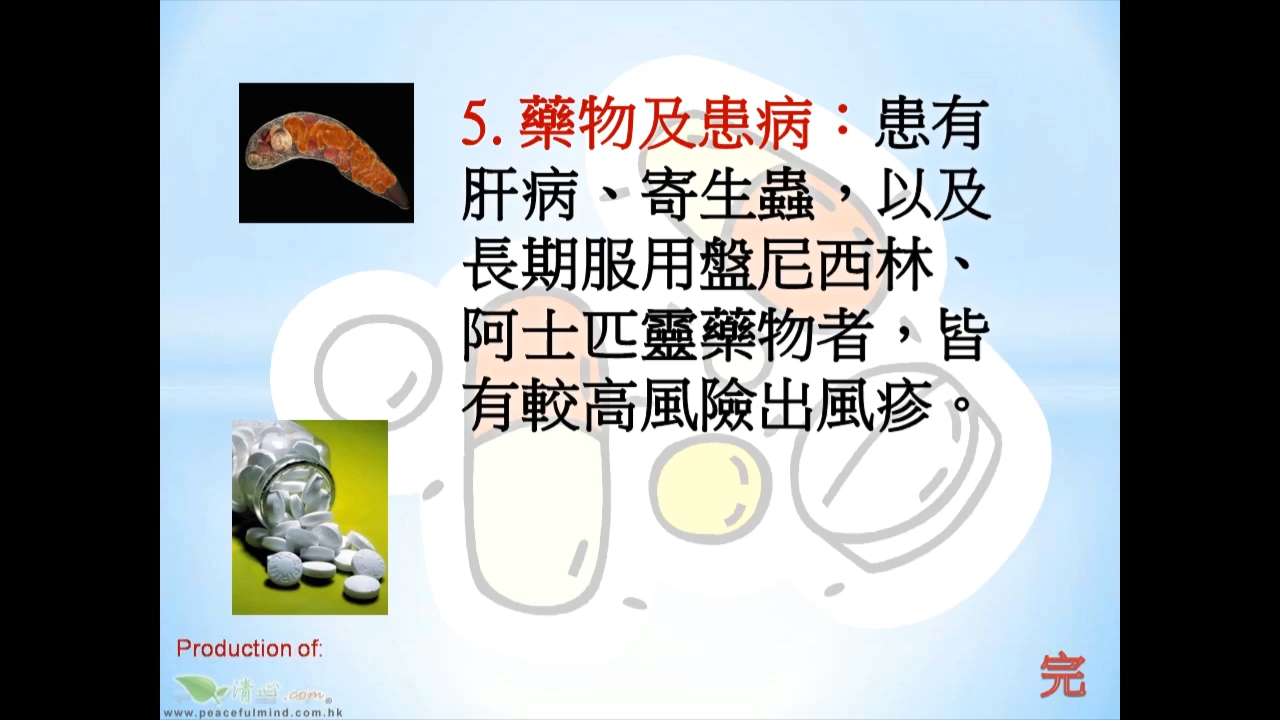 5. 藥物及患病：患有
肝病、寄生蟲，以及
長期服用盤尼西林、
阿士匹靈藥物者，皆
有較高風險出風疹。
Production of:
清心.com®
www.peacefulmind.com.hk
完